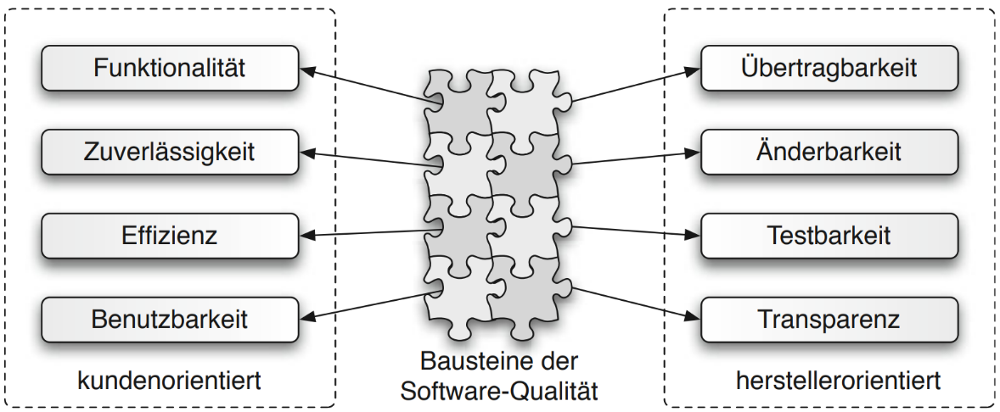 Funktionalität
Zuverlässigkeit
Effizienz
Benutzbarkeit
kundenorientiert
Bausteine der
Software-Qualität
Übertragbarkeit
Änderbarkeit
Testbarkeit
Transparenz
herstellerorientiert